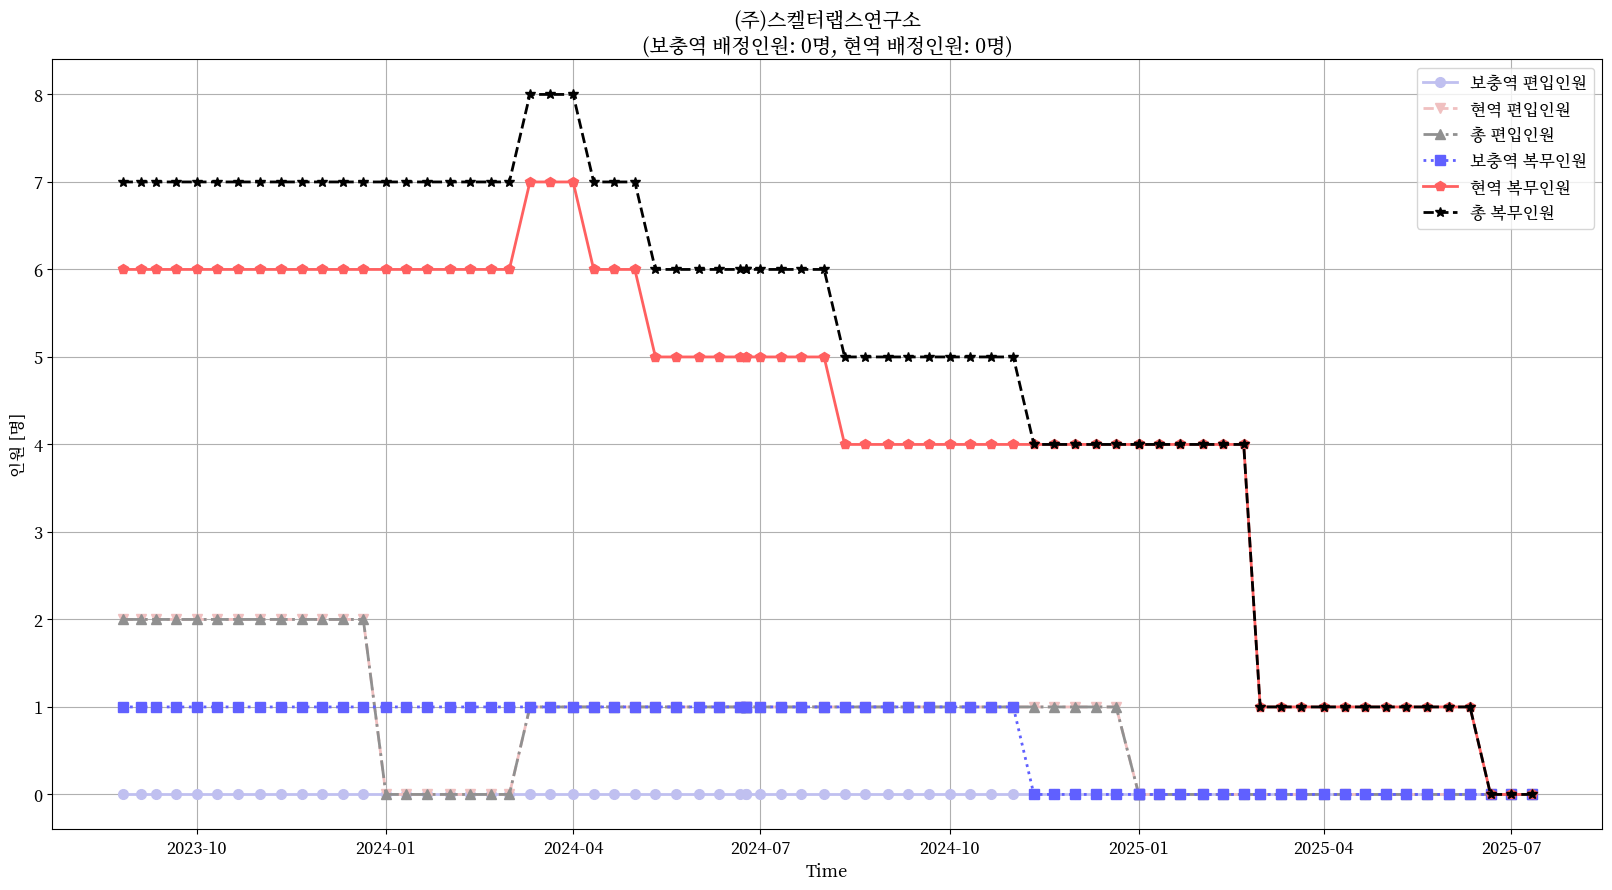 (주)스켈터랩스연구소
(보충역 배정인원: 0명, 현역 배정인원: 0명)
보충역 편입인원
현역 편입인원
총 편입인원
보충역 복무인원
현역 복무인원
총 복무인원
인원 [명]
8
7
6
5
4
3
2
1
0
2023-10
2024-01
2024-04
2024-07
2024-10
2025-01
2025-04
2025-07
Time